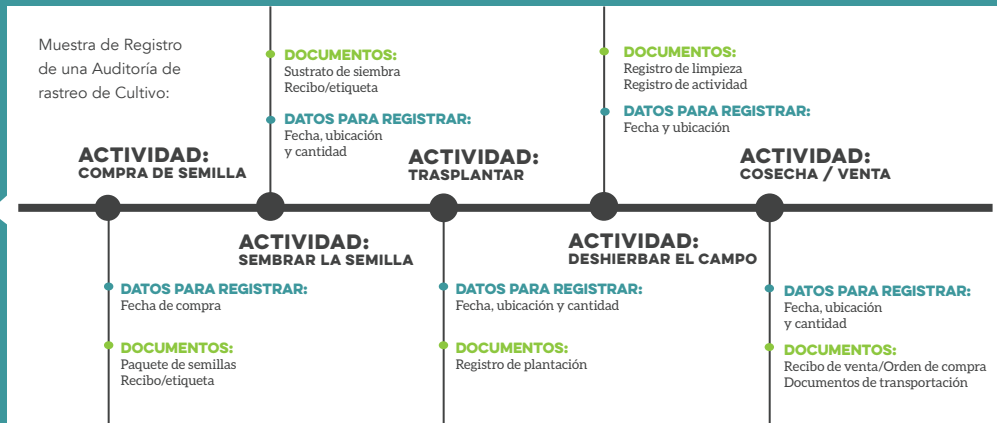 Muestra de Registro
de una Auditoría de
rastreo de Cultivo:
ACTIVIDAD:
COMPRA DE SEMILLA
DATOS PARA REGISTRAR:
Fecha de compra
DOCUMENTOS:
Paquete de semillas
Recibo/etiqueta
DOCUMENTOS:
Sustrato de siembra
Recibo/etiqueta
DATOS PARA REGISTRAR:
Fecha, ubicación
y cantidad
ACTIVIDAD:
SEMBRAR LA SEMILLA
ACTIVIDAD:
TRASPLANTAR
DATOS PARA REGISTRAR:
Fecha, ubicación y cantidad
DOCUMENTOS:
Registro de plantación
DOCUMENTOS:
Registro de limpieza
Registro de actividad
DATOS PARA REGISTRAR:
Fecha y ubicación
ACTIVIDAD:
DESHIERBAR EL CAMPO
ACTIVIDAD:
COSECHA / VENTA
DATOS PARA REGISTRAR:
Fecha, ubicación
y cantidad
DOCUMENTOS:
Recibo de venta/Orden de compra
Documentos de transportación